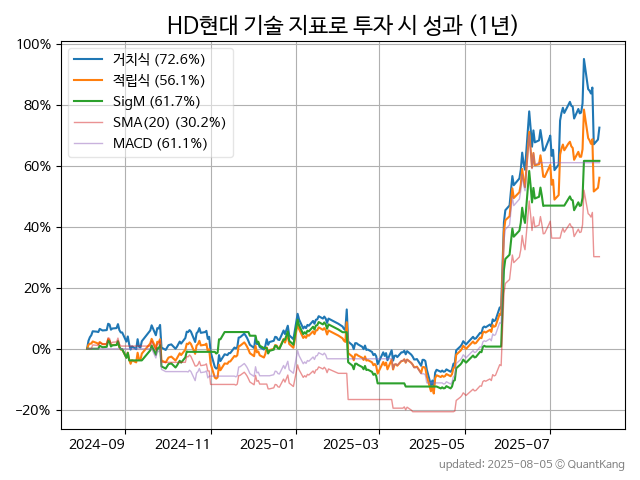 HD현대 기술 지표로 투자 시 성과 (1년)
100%
80%
60%
40%
20%
0%
−20%
거치식 (72.6%)
적립식 (56.1%)
SigM (61.7%)
SMA(20) (30.2%)
MACD (61.1%)
2024-09
2024-11
2025-01
2025-03
2025-05
2025-07
updated: 2025-08-05 © QuantKang